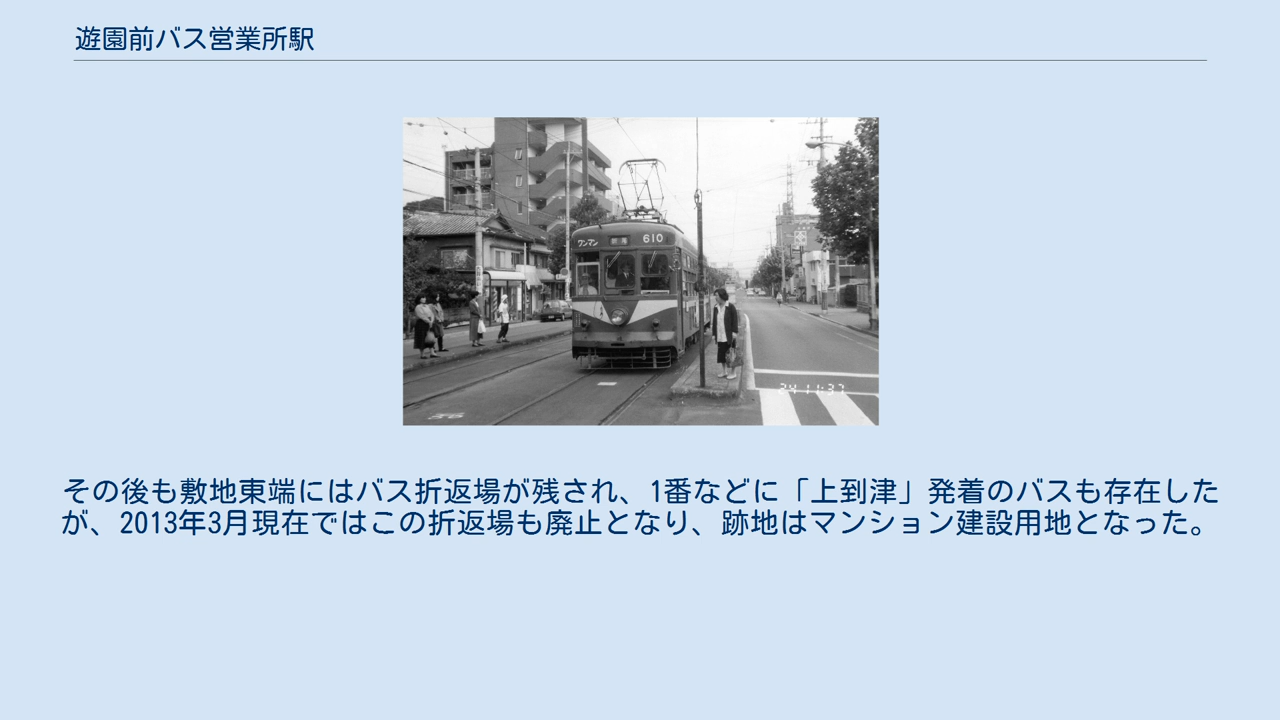 遊園前バス営業所駅
ワンマン
610
24 11:37
その後も敷地東端にはバス折返場が残され、1番などに「上到津」発着のバスも存在した
が、2013年3月現在ではこの折返場も廃止となり、跡地はマンション建設用地となった。